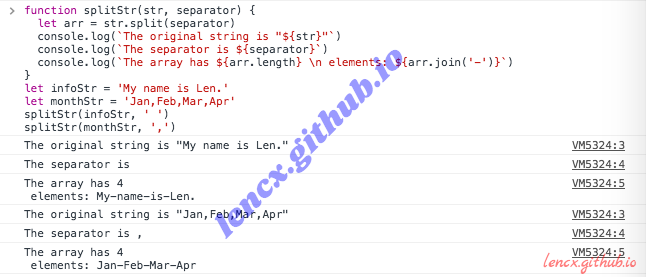 function splitStr(str, separator) {
  let arr = str.split(separator)
  console.log(`The original string is "${str}"`)
  console.log(`The separator is ${separator}`)
  console.log(`The array has ${arr.length} \n elements: ${arr.join('-')}`)
}
let infoStr = 'My name is Len.'
let monthStr = 'Jan,Feb,Mar,Apr'
splitStr(infoStr, ' ')
splitStr(monthStr, ',')
The original string is "My name is Len." VM5324:3
The separator is VM5324:4
The array has 4 VM5324:5
 elements: My-name-is-Len.
The original string is "Jan,Feb,Mar,Apr" VM5324:3
The separator is , VM5324:4
The array has 4 VM5324:5
 elements: Jan-Feb-Mar-Apr
lencx.github.io
lencx.github.io